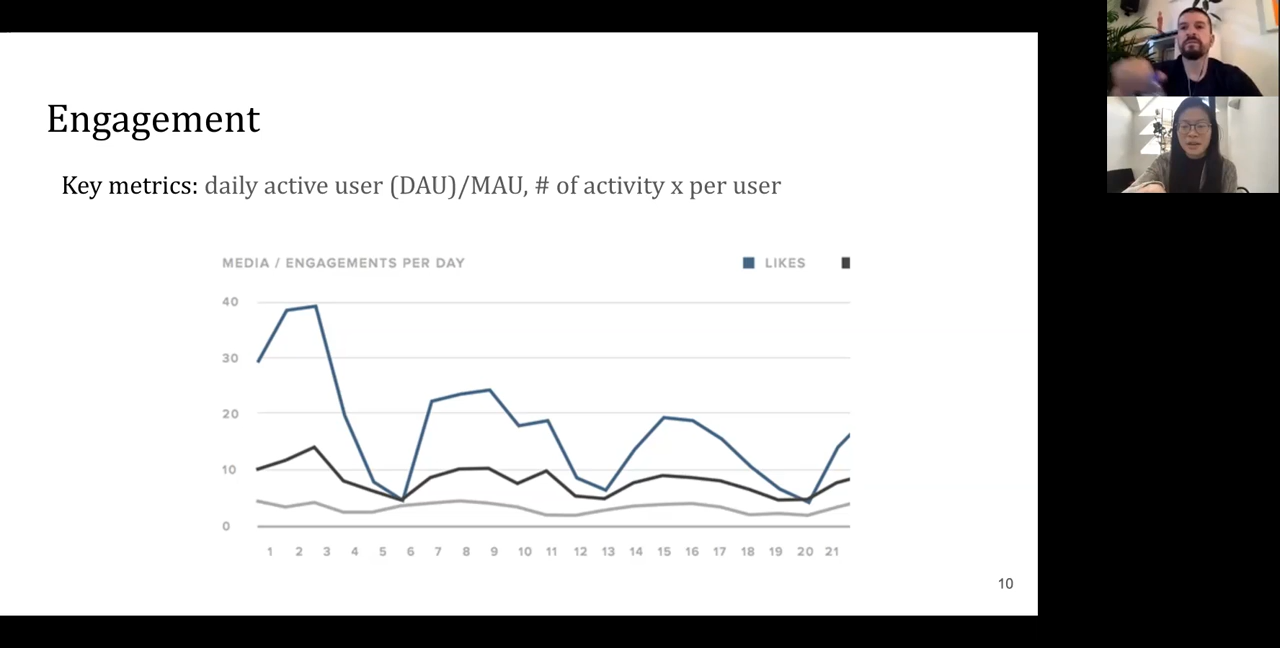 Engagement
Key metrics: daily active user (DAU)/MAU, # of activity x per user
MEDIA / ENGAGEMENTS PER DAY
LIKES
40
30
20
10
0
1 2 3 4 5 6 7 8 9 10 11 12 13 14 15 16 17 18 19 20 21
10